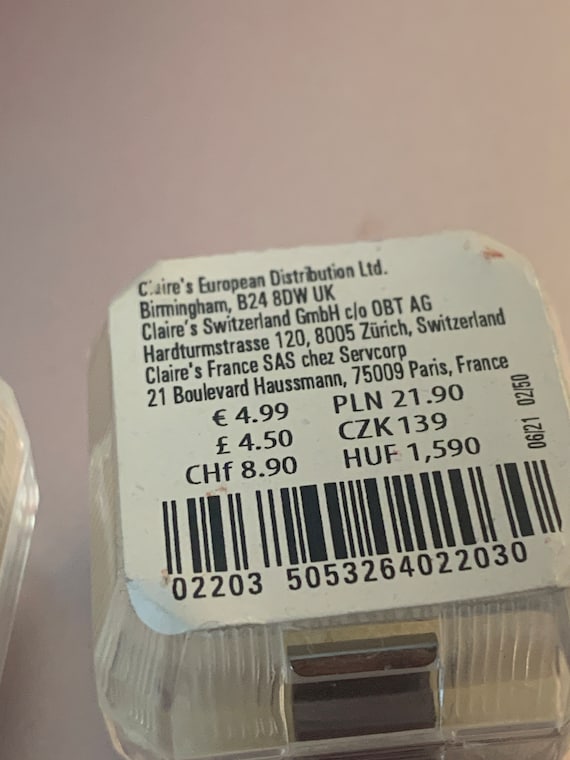 Claire's European Distribution Ltd.
Birmingham, B24 8DW UK
Claire's Switzerland GmbH c/o OBT AG
Hardturmstrasse 120, 8005 Zürich, Switzerland
Claire's France SAS chez Servcorp
21 Boulevard Haussmann, 75009 Paris, France
€ 4.99 PLN 21.90
£ 4.50 CZK 139
CHf 8.90 HUF 1,590
06/21 02/50
02203 5053264022030